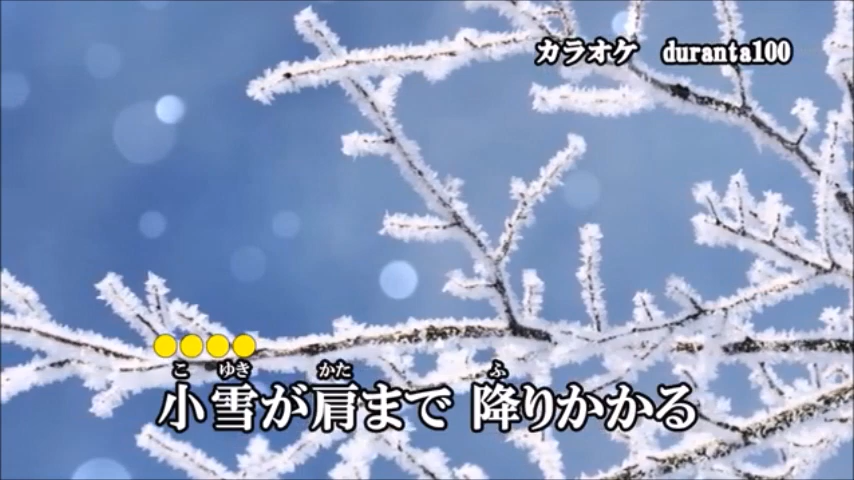 カラオケ duranta100
こ ゆき かた ふ
小雪が肩まで 降りかかる